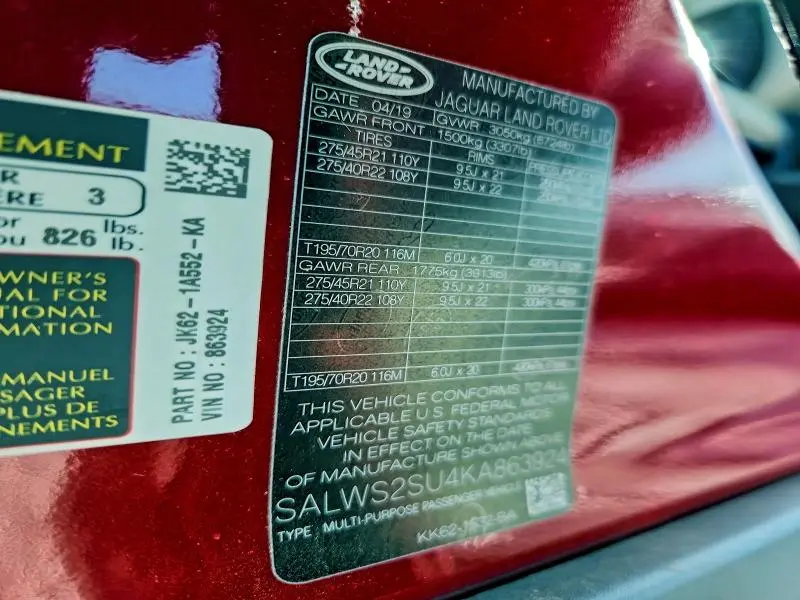 EMENT
R
ERE 3
or lbs.
ou 826 lb.
WNER'S
UAL FOR
TIONAL
MATION
MANUEL
SAGER
PLUS DE
NEMENTS
PART NO : JK62-1A552-KA
VIN NO : 863924
LAND
ROVER
MANUFACTURED BY
JAGUAR LAND ROVER LTD
DATE 04/19 GVWR 3050kg (6724lb)
GAWR FRONT 1500kg (3307lb)
TIRES RIMS
275/45R21 110Y 9.5J x 21
275/40R22 108Y 9.5J x 22
T195/70R20 116M 6.0J x 20
GAWR REAR 1775kg (3913lb)
275/45R21 110Y 9.5J x 21
275/40R22 108Y 9.5J x 22
T195/70R20 116M 6.0J x 20
THIS VEHICLE CONFORMS TO ALL
APPLICABLE U.S. FEDERAL MOTOR
VEHICLE SAFETY STANDARDS
IN EFFECT ON THE DATE
OF MANUFACTURE SHOWN ABOVE
SALWS2SU4KA863924
TYPE : MULTI-PURPOSE PASSENGER VEHICLE